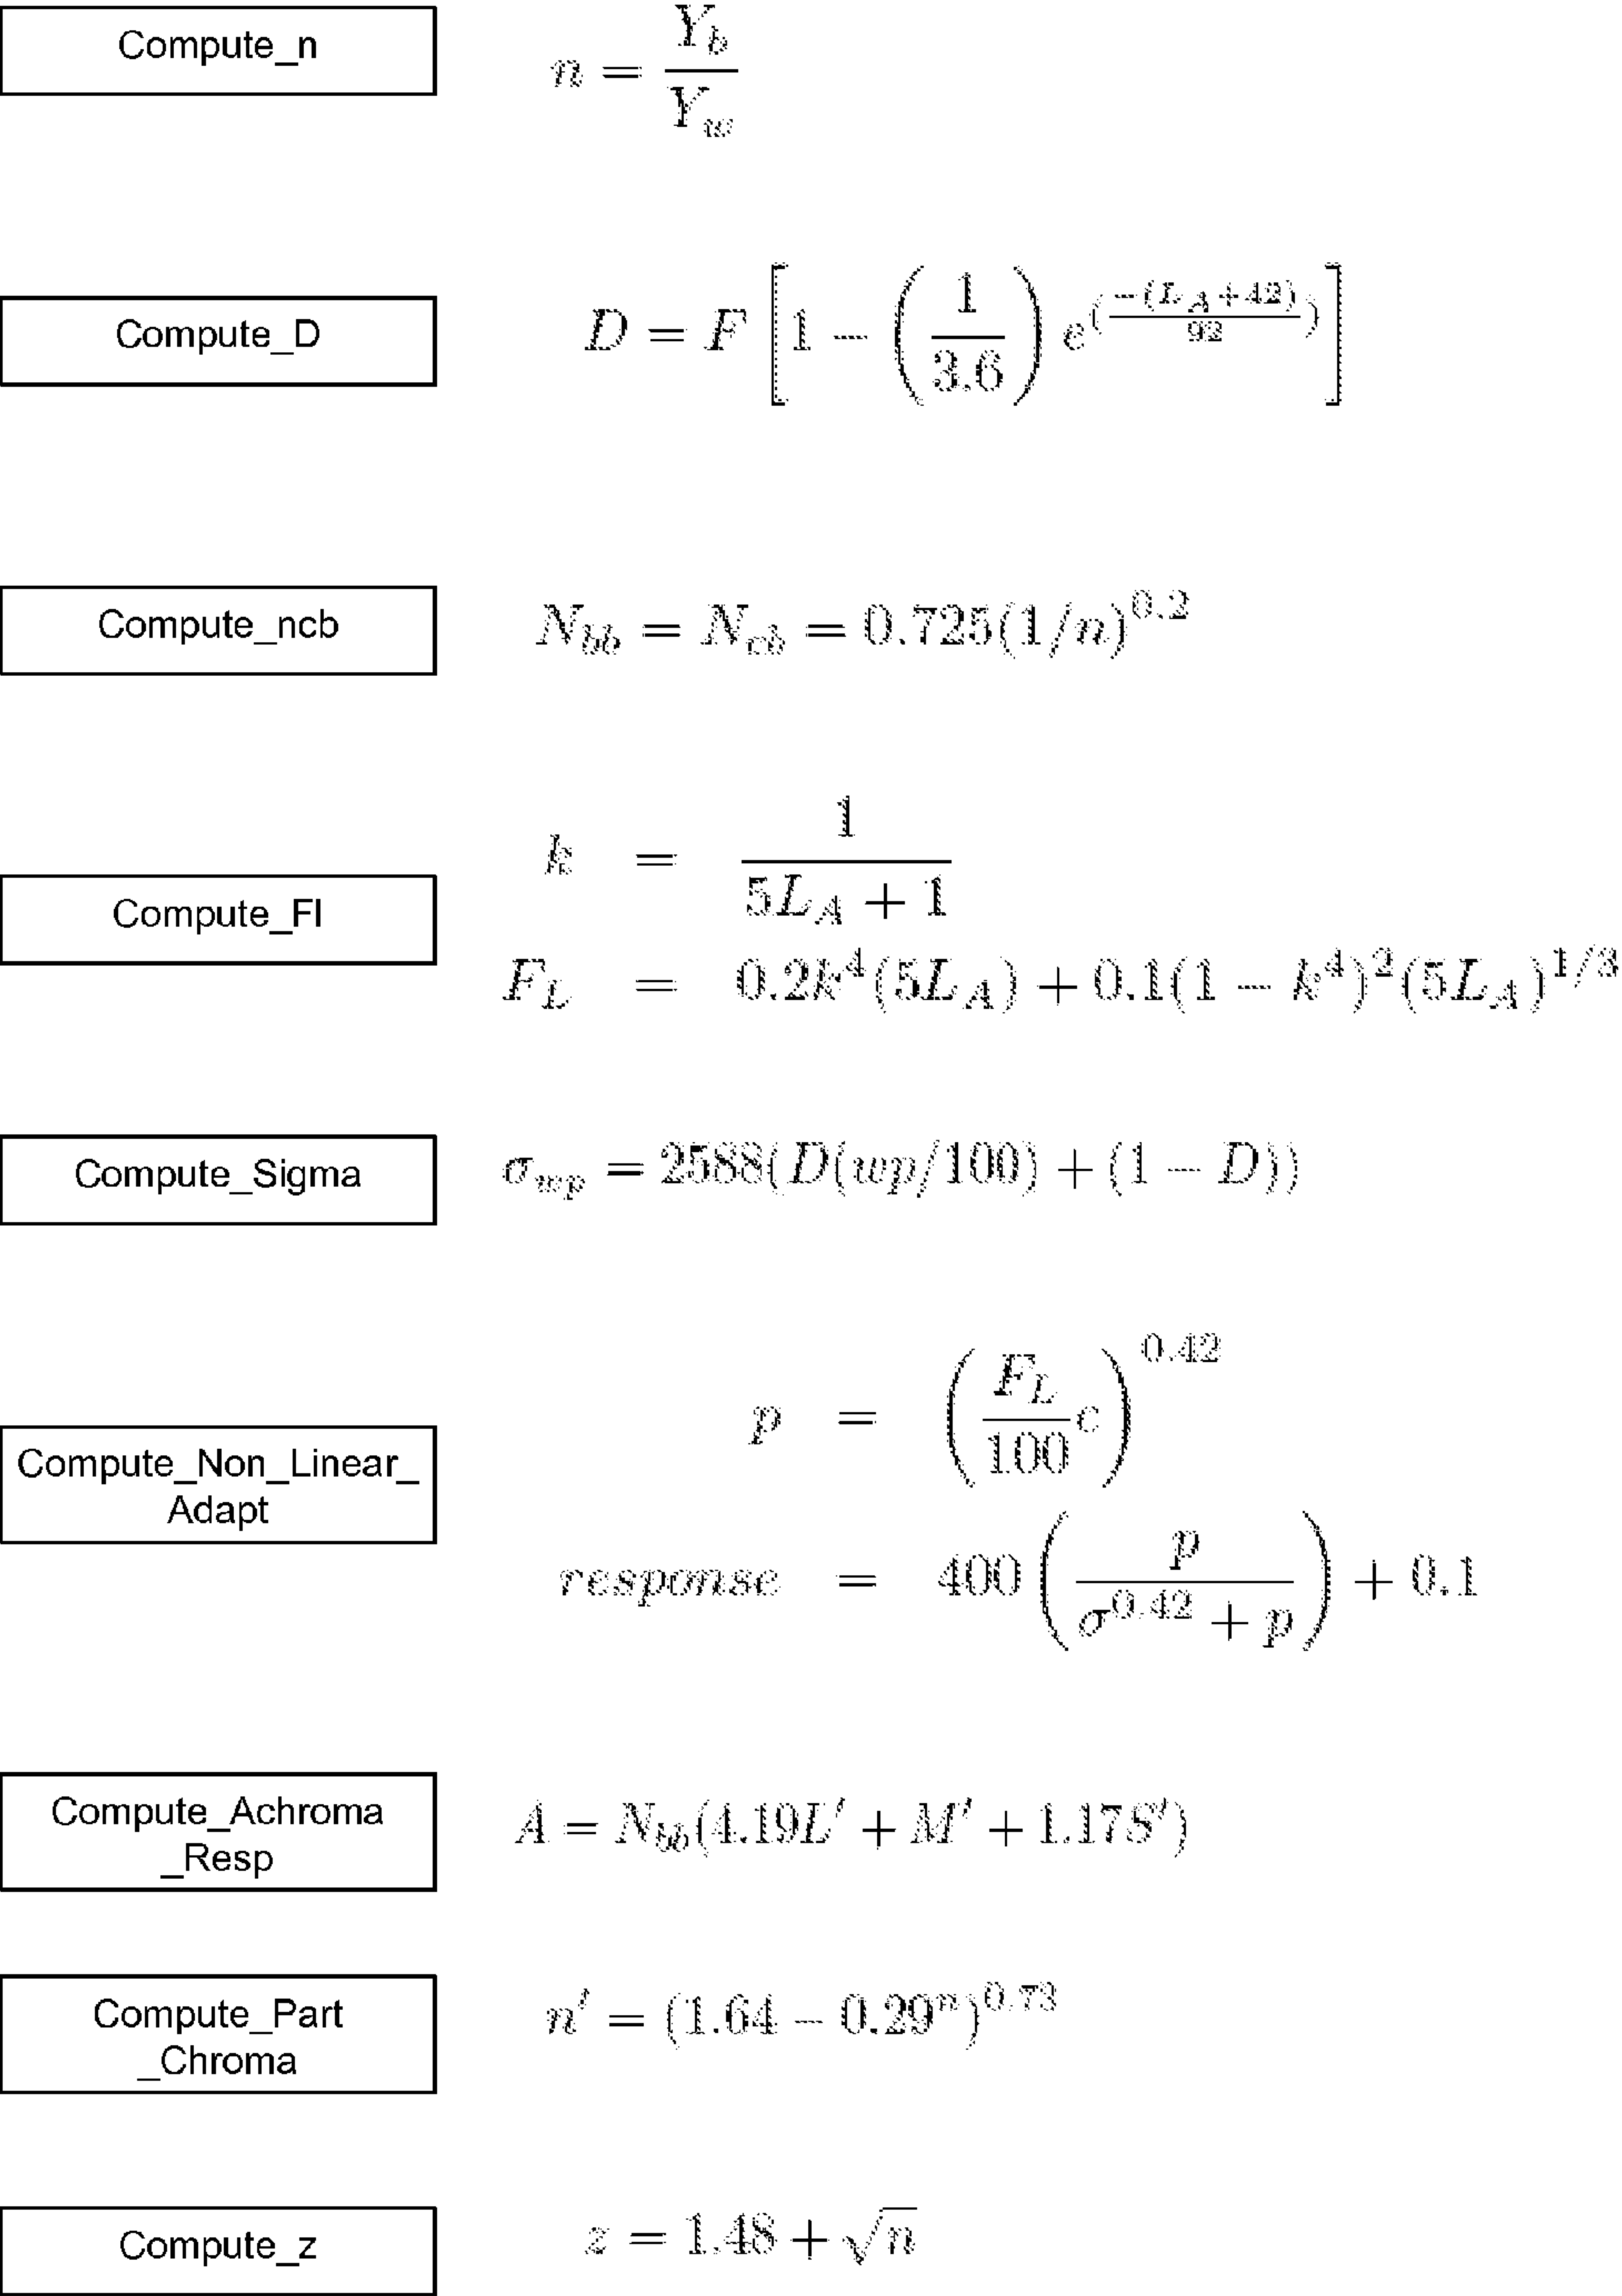 Compute_n
n = Y_b / Y_w
Compute_D
D = F [ 1 − ( 1 / 3.6 ) e^( −(L_A+42) / 92 ) ]
Compute_ncb
N_bb = N_cb = 0.725(1/n)^0.2
Compute_Fl
k = 1 / (5L_A + 1)
F_L = 0.2k^4(5L_A) + 0.1(1 − k^4)^2(5L_A)^1/3
Compute_Sigma
σ_wp = 2588(D(wp/100) + (1 − D))
Compute_Non_Linear_
Adapt
p = ( F_L / 100 c )^0.42
response = 400 ( p / (σ^0.42 + p) ) + 0.1
Compute_Achroma
_Resp
A = N_bb(4.19L′ + M′ + 1.17S′)
Compute_Part
_Chroma
n′ = (1.64 − 0.29^n)^0.73
Compute_z
z = 1.48 + √n